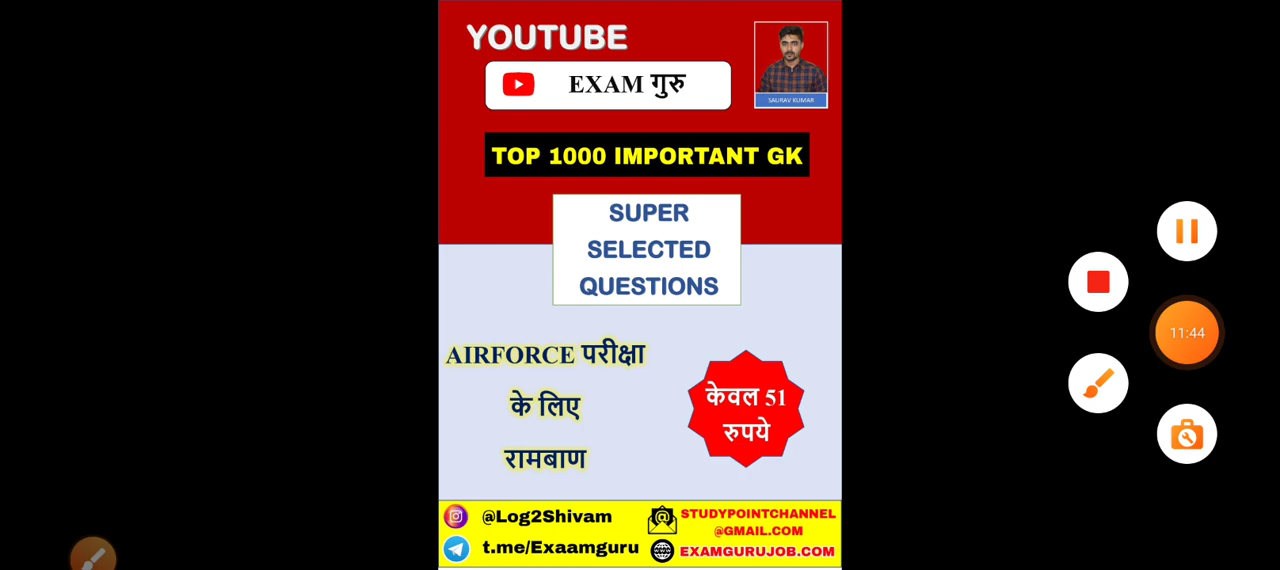 YOUTUBE
EXAM गुरु
SAURAV KUMAR
TOP 1000 IMPORTANT GK
SUPER
SELECTED
QUESTIONS
AIRFORCE परीक्षा
के लिए
रामबाण
केवल 51
रुपये
@Log2Shivam
t.me/Exaamguru
STUDYPOINTCHANNEL
@GMAIL.COM
EXAMGURUJOB.COM
11:44